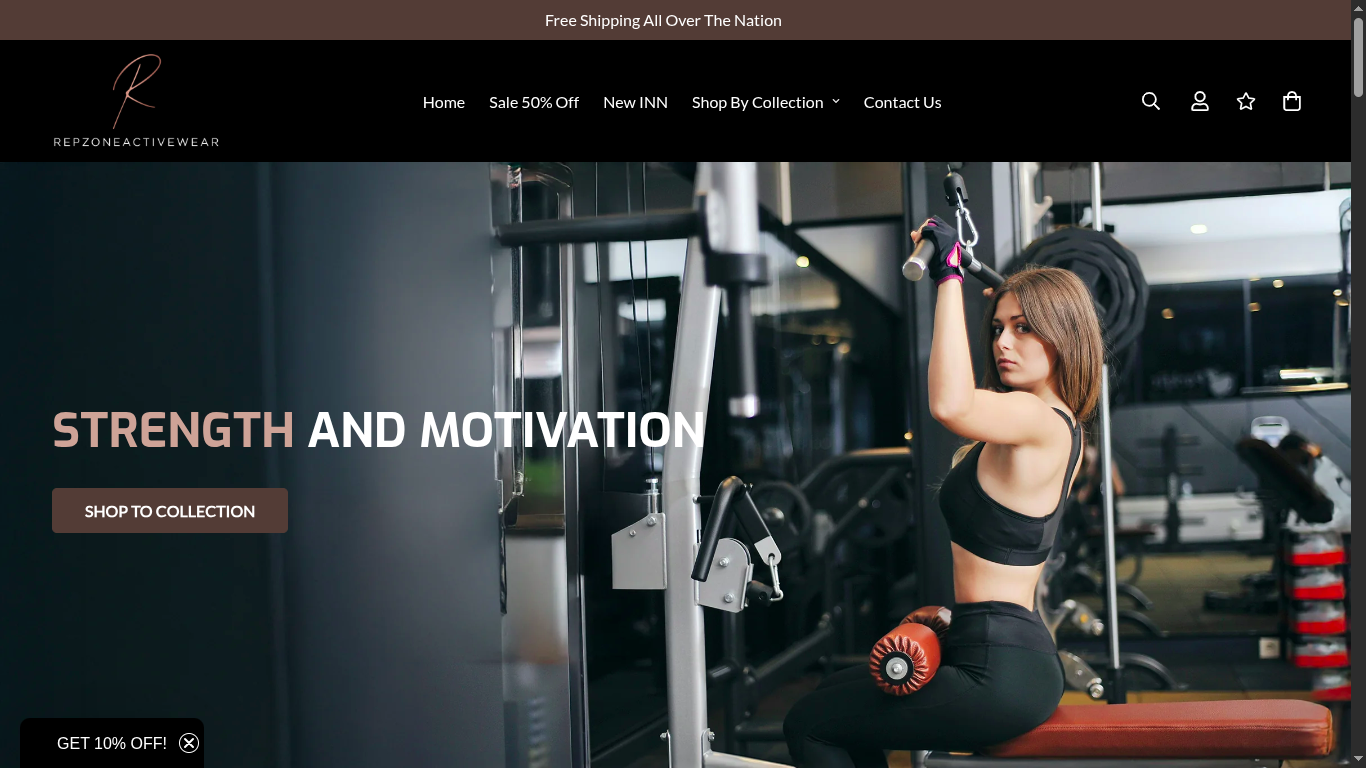 Free Shipping All Over The Nation
R
REPZONEACTIVEWEAR
Home Sale 50% Off New INN Shop By Collection Contact Us
STRENGTH AND MOTIVATION
SHOP TO COLLECTION
GET 10% OFF!